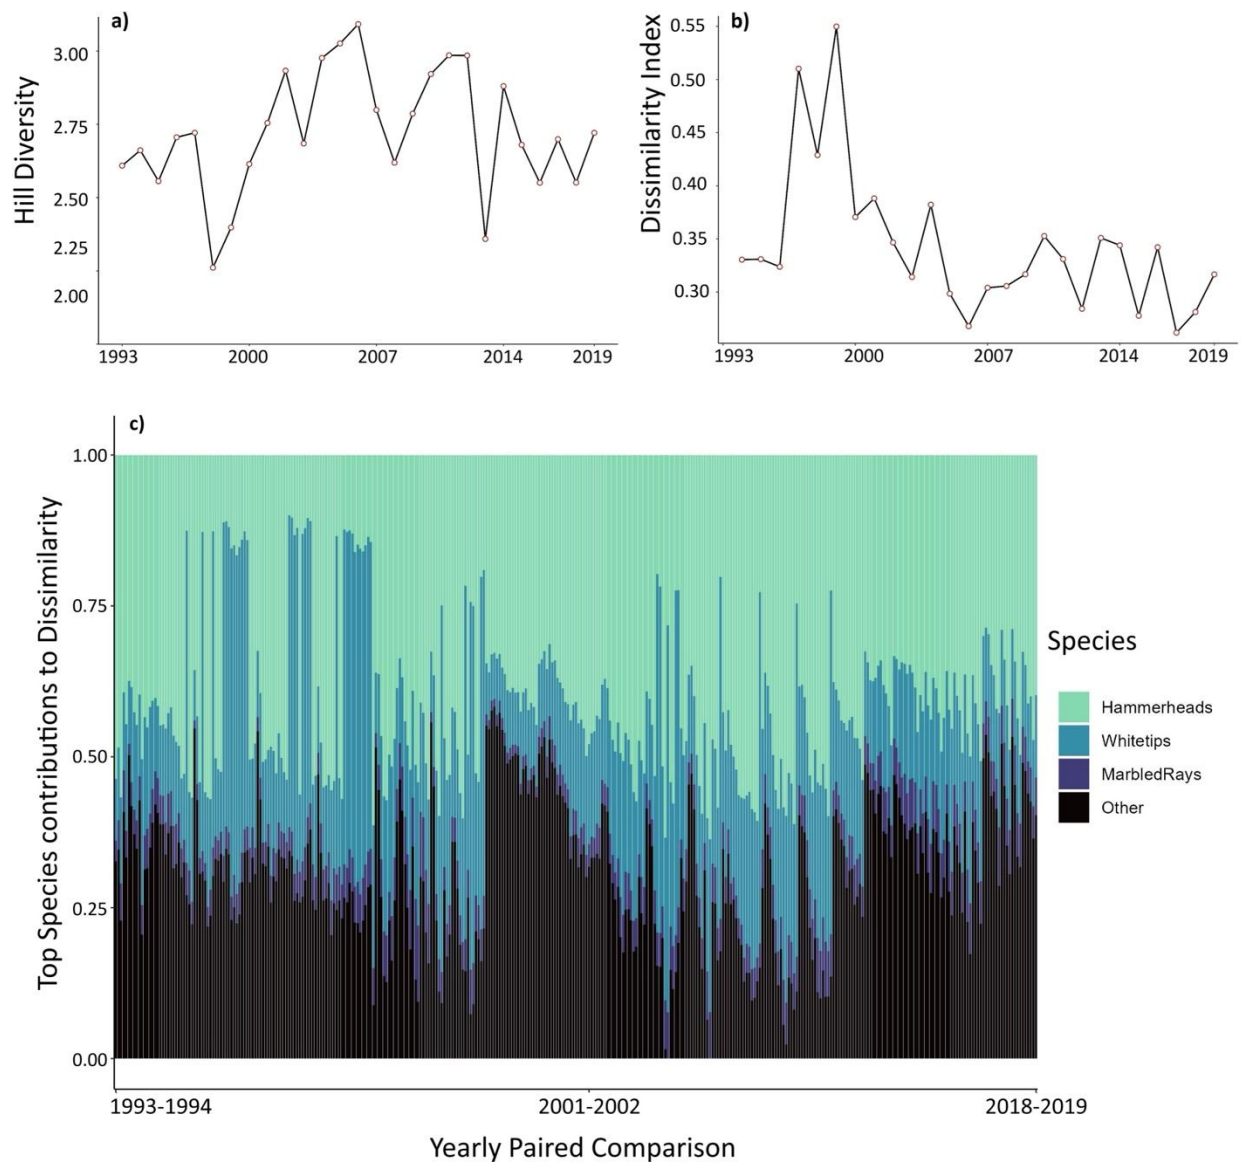 a)
Hill Diversity
3.00
2.75
2.50
2.25
2.00
1993
2000
2007
2014
2019
b)
Dissimilarity Index
0.55
0.50
0.45
0.40
0.35
0.30
1993
2000
2007
2014
2019
c)
Top Species contributions to Dissimilarity
1.00
0.75
0.50
0.25
0.00
1993-1994
2001-2002
2018-2019
Yearly Paired Comparison
Species
Hammerheads
Whitetips
MarbledRays
Other